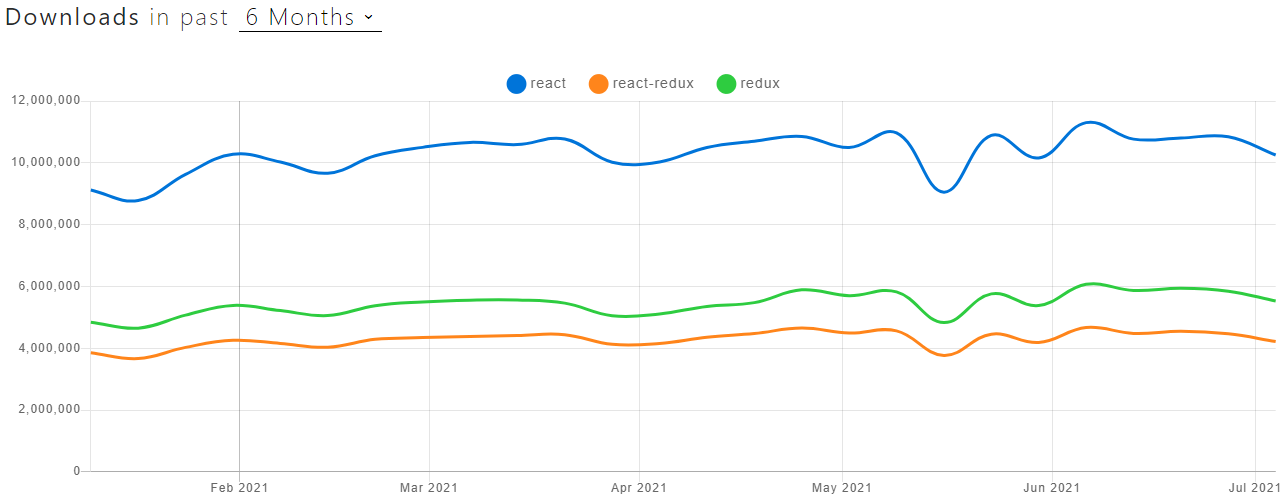 Downloads in past 6 Months
react react-redux redux
12,000,000
10,000,000
8,000,000
6,000,000
4,000,000
2,000,000
0
Feb 2021 Mar 2021 Apr 2021 May 2021 Jun 2021 Jul 2021